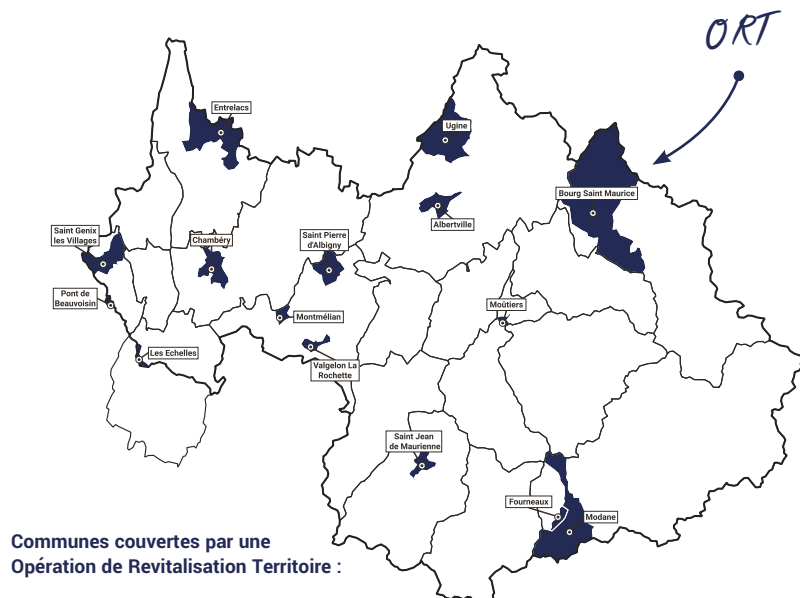 ORT
Entrelacs
Ugine
Bourg Saint Maurice
Albertville
Saint Genix
les Villages
Chambéry
Saint Pierre
d'Albigny
Pont de
Beauvoisin
Montmélian
Moûtiers
Les Echelles
Valgelon La
Rochette
Saint Jean
de Maurienne
Fourneaux
Modane
Communes couvertes par une
Opération de Revitalisation Territoire :